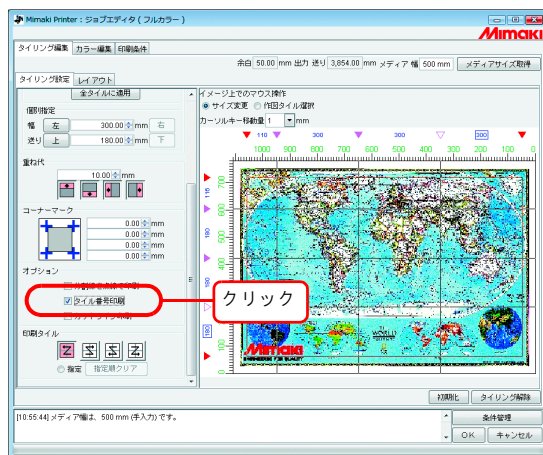 Mimaki Printer：ジョブエディタ ( フルカラー )
Mimaki
タイリング編集 カラー編集 印刷条件
余白 50.00 mm 出力 送り 3,854.00 mm メディア 幅 500 mm メディアサイズ取得
タイリング設定 レイアウト
全タイルに適用
イメージ上でのマウス操作
個別指定
サイズ変更 作図タイル選択
幅 左 300.00 mm 右
カーソルキー移動量 1 mm
送り 上 180.00 mm 下
110 300 300 300
重ね代
1000 900 800 700 600 500 400 300 200 100 0
10.00 mm
コーナーマーク
0.00 mm
0.00 mm
0.00 mm
0.00 mm
オプション
タイル番号印刷
クリック
印刷タイル
指定 指定順クリア
THE WORLD
Mimaki
初期化 タイリング解除
[10:55:44] メディア幅は、500 mm (手入力) です。
条件管理
OK キャンセル